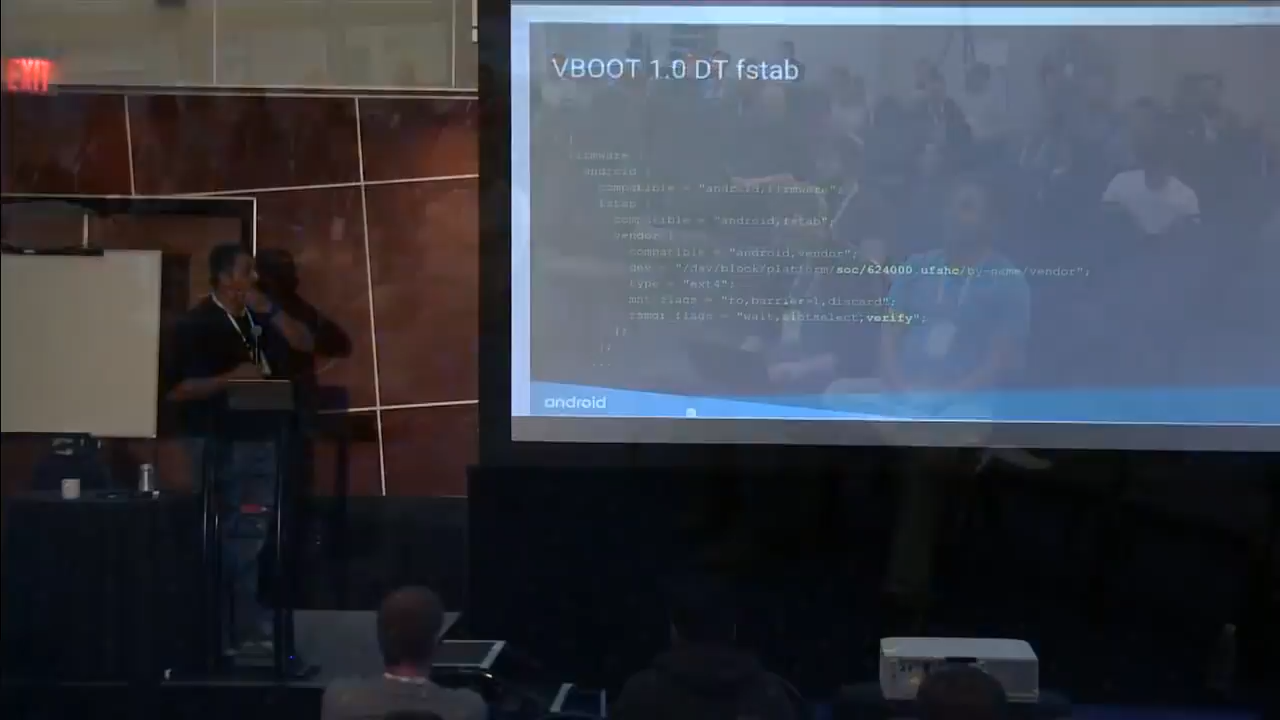 EXIT
VBOOT 1.0 DT fstab
{
firmware {
android {
compatible = "android,firmware";
fstab {
compatible = "android,fstab";
vendor {
compatible = "android,vendor";
dev = "/dev/block/platform/soc/624000.ufshc/by-name/vendor";
type = "ext4";
mnt_flags = "ro,barrier=1,discard";
fsmgr_flags = "wait,slotselect,verify";
};
};
android